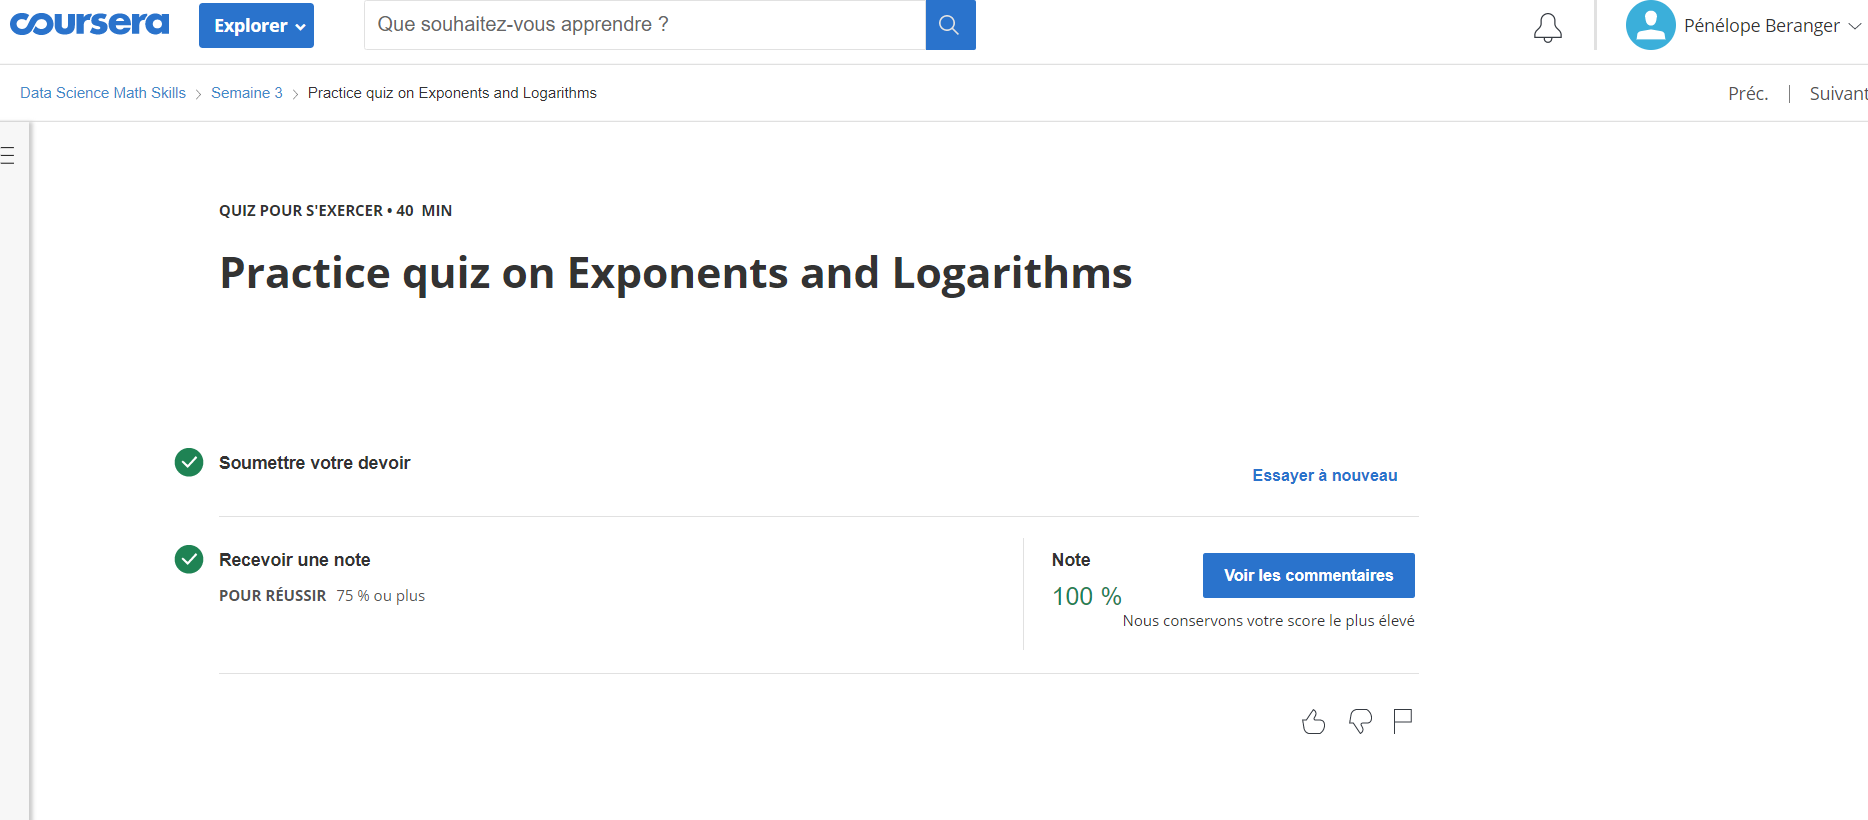 coursera
Explorer
Que souhaitez-vous apprendre ?
Pénélope Beranger
Data Science Math Skills
Semaine 3
Practice quiz on Exponents and Logarithms
Préc.
Suivant
QUIZ POUR S'EXERCER • 40 MIN
Practice quiz on Exponents and Logarithms
Soumettre votre devoir
Essayer à nouveau
Recevoir une note
POUR RÉUSSIR 75 % ou plus
Note
100 %
Voir les commentaires
Nous conservons votre score le plus élevé